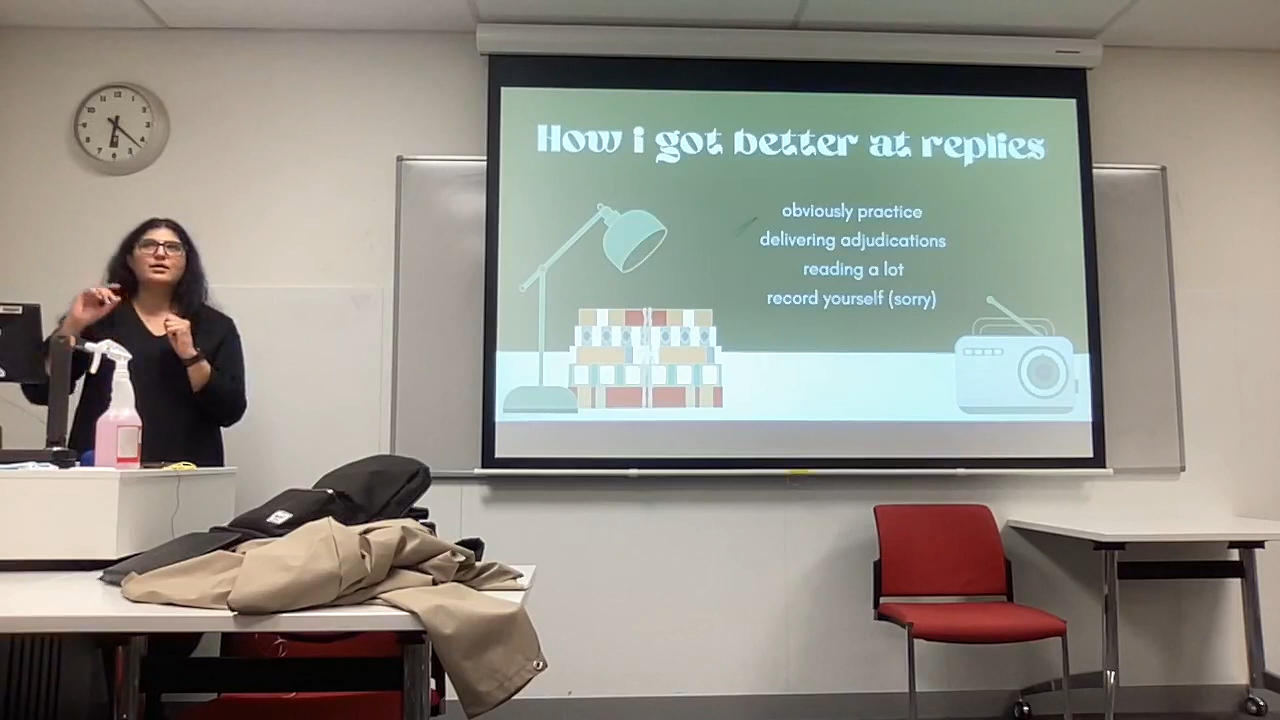 How i got better at replies
obviously practice
delivering adjudications
reading a lot
record yourself (sorry)